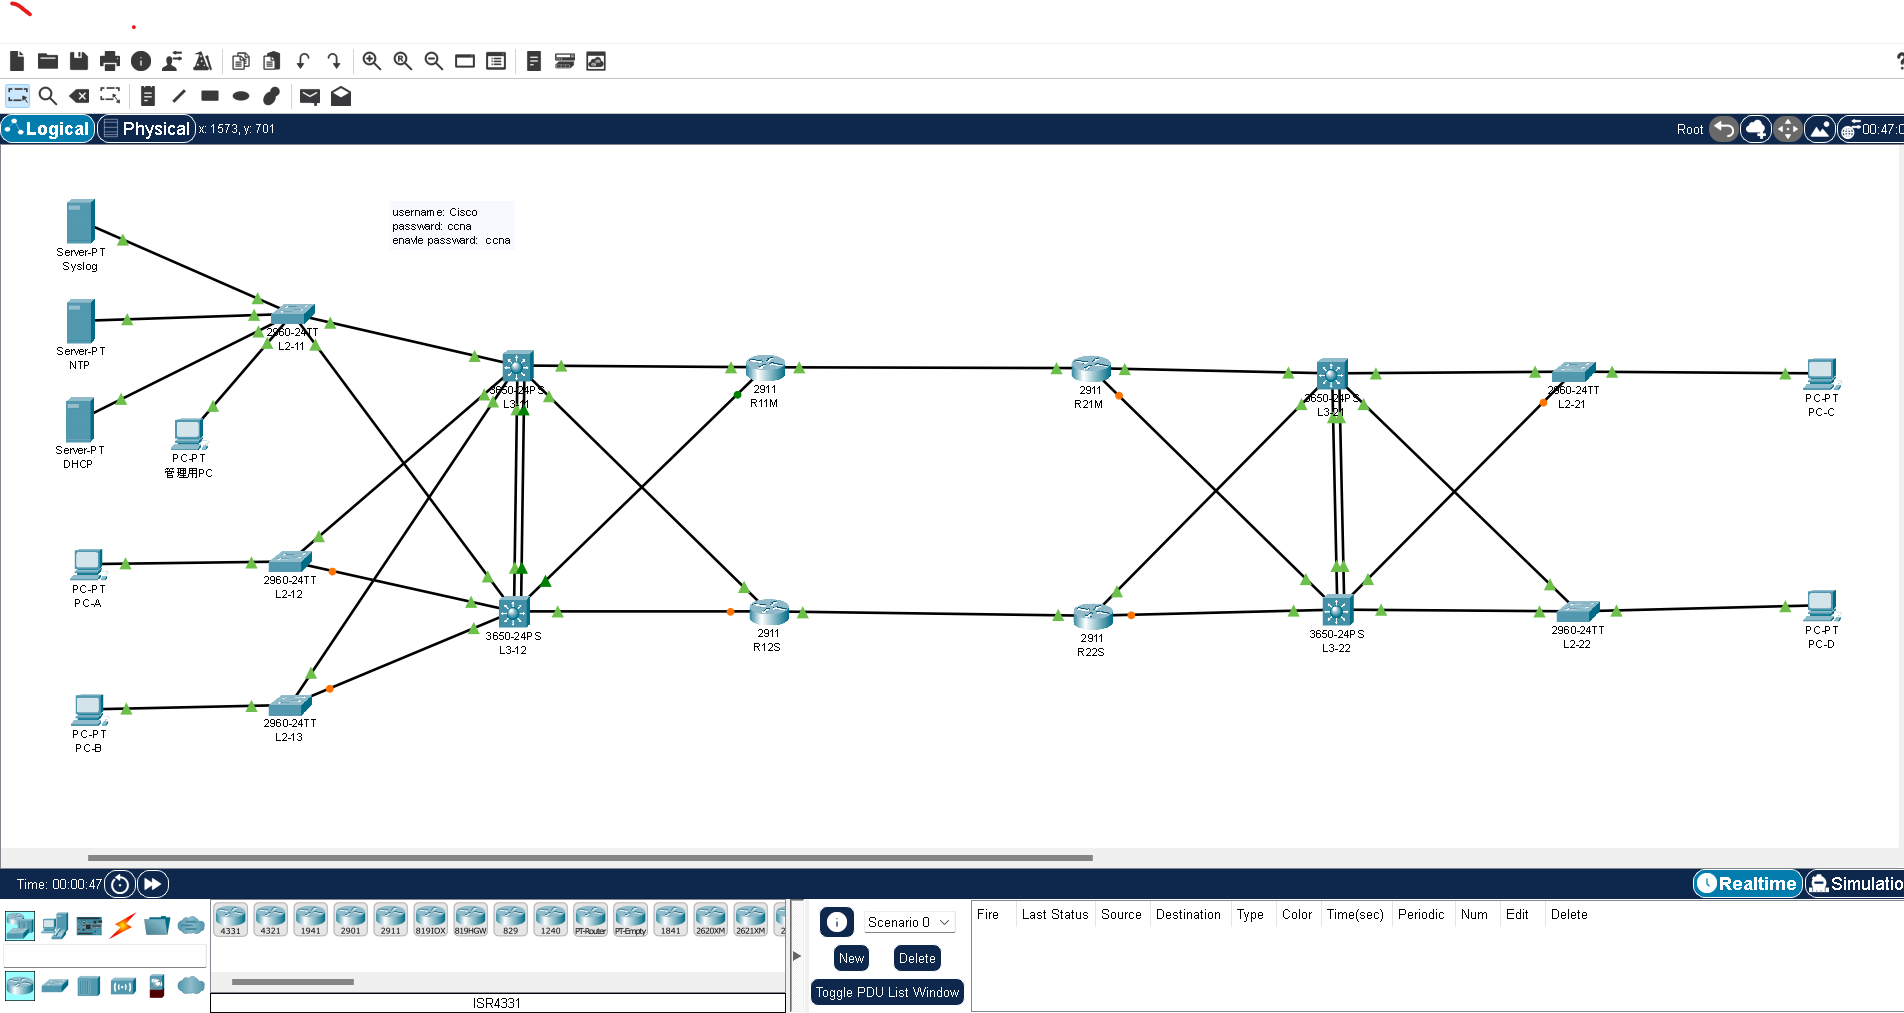 Logical
Physical
x: 1573, y: 701
Root
00:47:0
username: Cisco
passward: ccna
enavle passward: ccna
Server-PT
Syslog
Server-PT
NTP
Server-PT
DHCP
PC-PT
管理用PC
2960-24TT
L2-11
3650-24PS
L3-11
2911
R11M
2911
R21M
3650-24PS
L3-21
2960-24TT
L2-21
PC-PT
PC-C
PC-PT
PC-A
2960-24TT
L2-12
3650-24PS
L3-12
2911
R12S
2911
R22S
3650-24PS
L3-22
2960-24TT
L2-22
PC-PT
PC-D
PC-PT
PC-B
2960-24TT
L2-13
Time: 00:00:47
Realtime
Simulatio
4331
4321
1941
2901
2911
819IOX
819HGW
829
1240
PT-Router
PT-Empty
1841
2620XM
2621XM
2
ISR4331
Scenario 0
New
Delete
Toggle PDU List Window
Fire
Last Status
Source
Destination
Type
Color
Time(sec)
Periodic
Num
Edit
Delete